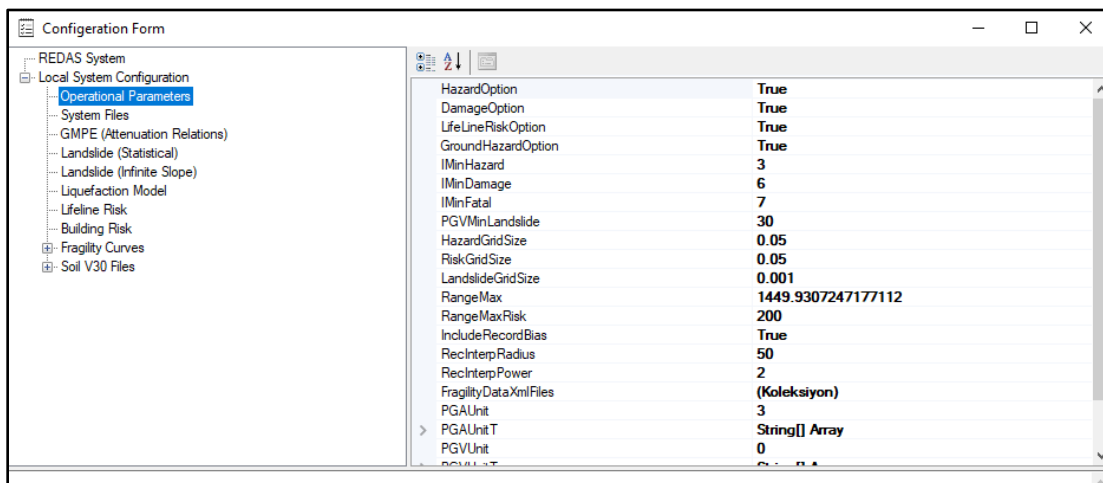 Configeration Form
REDAS System
Local System Configuration
Operational Parameters
System Files
GMPE (Attenuation Relations)
Landslide (Statistical)
Landslide (Infinite Slope)
Liquefaction Model
Lifeline Risk
Building Risk
Fragility Curves
Soil V30 Files
HazardOption True
DamageOption True
LifeLineRiskOption True
GroundHazardOption True
IMinHazard 3
IMinDamage 6
IMinFatal 7
PGVMinLandslide 30
HazardGridSize 0.05
RiskGridSize 0.05
LandslideGridSize 0.001
RangeMax 1449.9307247177112
RangeMaxRisk 200
IncludeRecordBias True
RecInterpRadius 50
RecInterpPower 2
FragilityDataXmlFiles (Koleksiyon)
PGAUnit 3
PGAUnitT String[] Array
PGVUnit 0